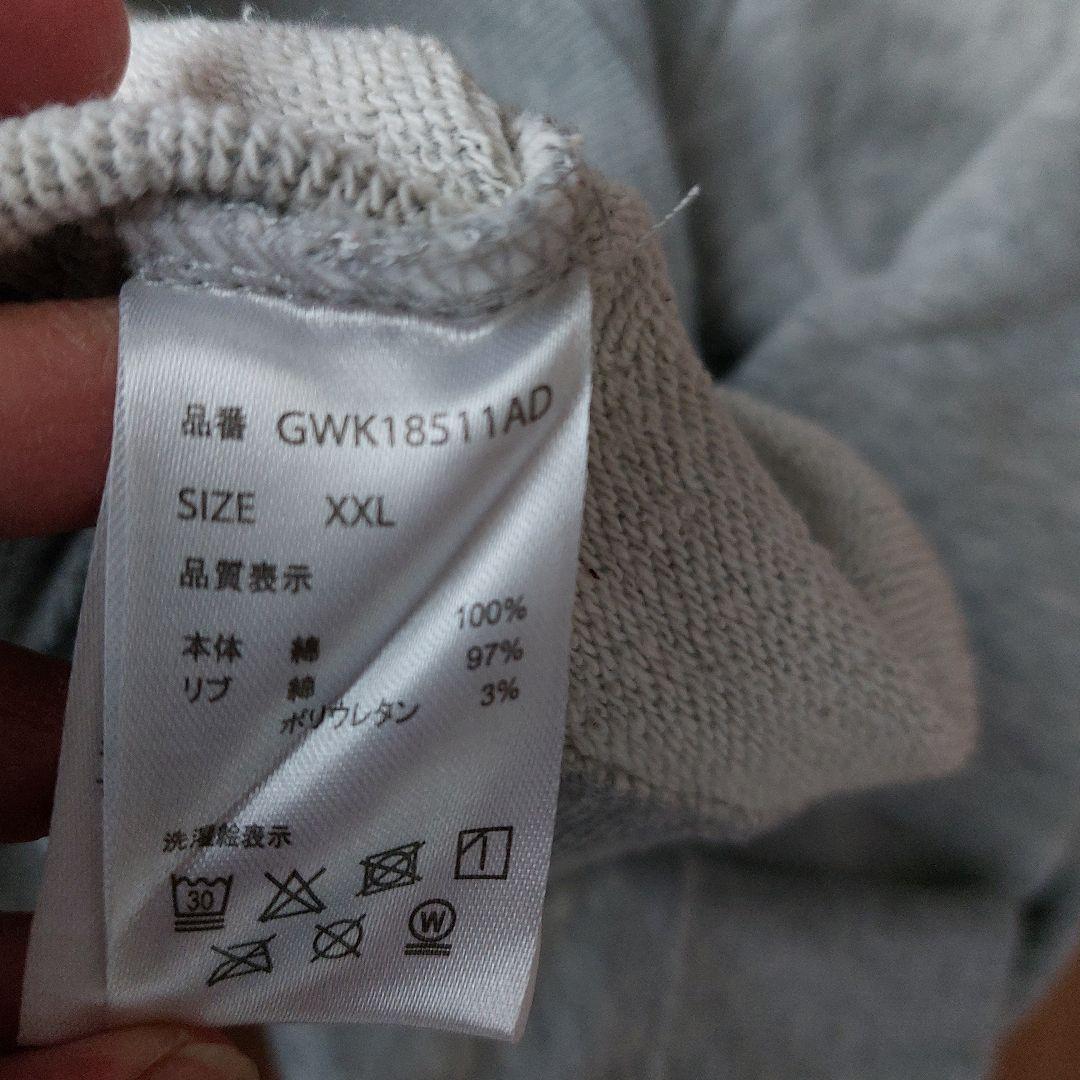 品番 GWK18511AD
SIZE XXL
品質表示
本体 綿 100%
リブ 綿 97%
ポリウレタン 3%
洗濯絵表示
30
W